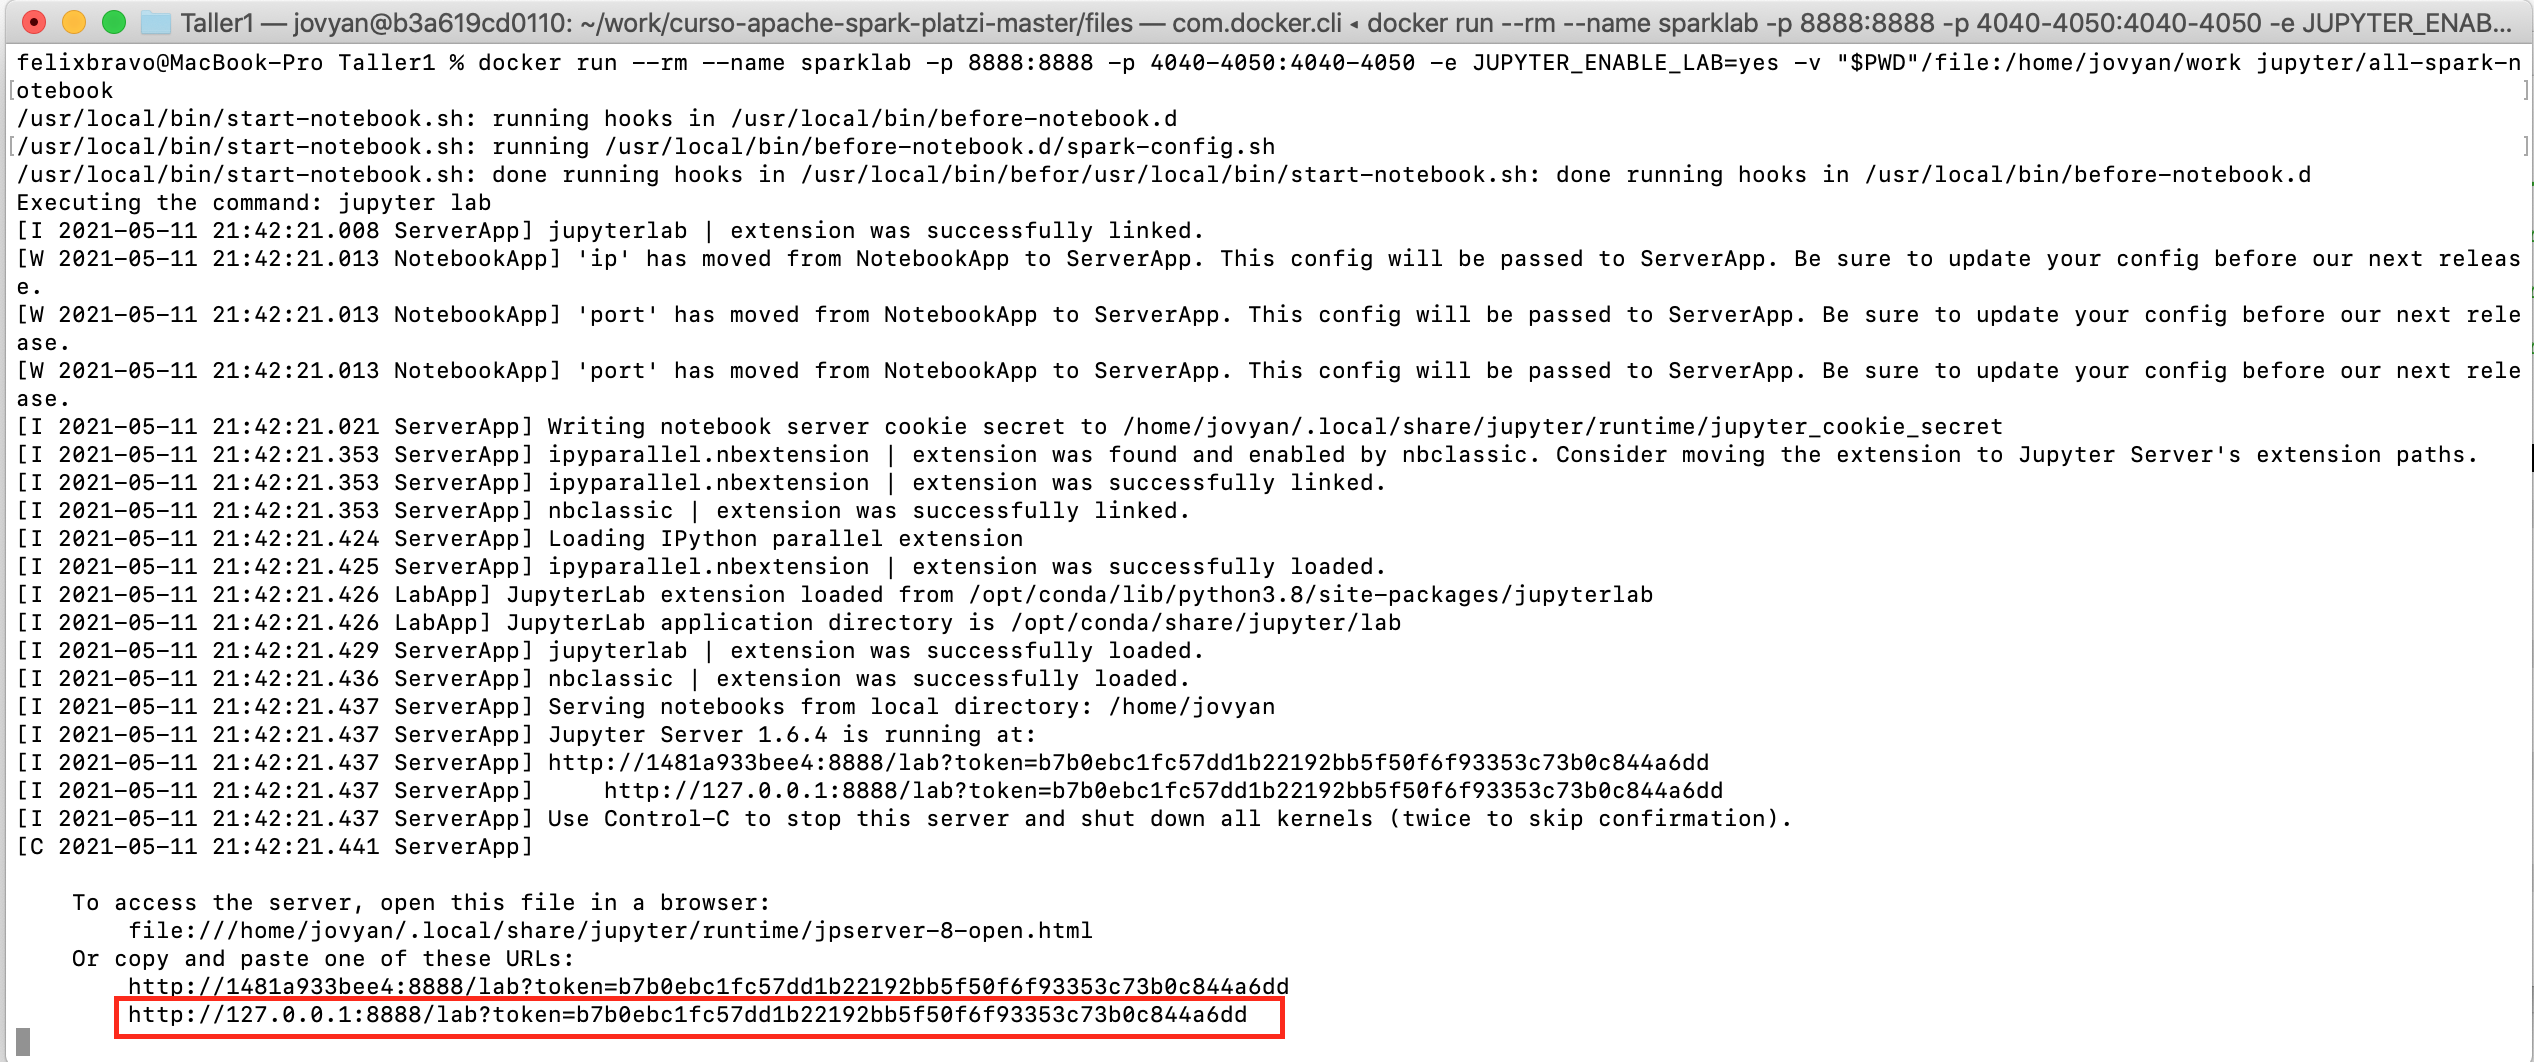 Taller1 — jovyan@b3a619cd0110: ~/work/curso-apache-spark-platzi-master/files — com.docker.cli ◂ docker run --rm --name sparklab -p 8888:8888 -p 4040-4050:4040-4050 -e JUPYTER_ENAB...
felixbravo@MacBook-Pro Taller1 % docker run --rm --name sparklab -p 8888:8888 -p 4040-4050:4040-4050 -e JUPYTER_ENABLE_LAB=yes -v "$PWD"/file:/home/jovyan/work jupyter/all-spark-n
[otebook ]
/usr/local/bin/start-notebook.sh: running hooks in /usr/local/bin/before-notebook.d
[/usr/local/bin/start-notebook.sh: running /usr/local/bin/before-notebook.d/spark-config.sh ]
/usr/local/bin/start-notebook.sh: done running hooks in /usr/local/bin/befor/usr/local/bin/start-notebook.sh: done running hooks in /usr/local/bin/before-notebook.d
Executing the command: jupyter lab
[I 2021-05-11 21:42:21.008 ServerApp] jupyterlab | extension was successfully linked.
[W 2021-05-11 21:42:21.013 NotebookApp] 'ip' has moved from NotebookApp to ServerApp. This config will be passed to ServerApp. Be sure to update your config before our next releas
e.
[W 2021-05-11 21:42:21.013 NotebookApp] 'port' has moved from NotebookApp to ServerApp. This config will be passed to ServerApp. Be sure to update your config before our next rele
ase.
[W 2021-05-11 21:42:21.013 NotebookApp] 'port' has moved from NotebookApp to ServerApp. This config will be passed to ServerApp. Be sure to update your config before our next rele
ase.
[I 2021-05-11 21:42:21.021 ServerApp] Writing notebook server cookie secret to /home/jovyan/.local/share/jupyter/runtime/jupyter_cookie_secret
[I 2021-05-11 21:42:21.353 ServerApp] ipyparallel.nbextension | extension was found and enabled by nbclassic. Consider moving the extension to Jupyter Server's extension paths.
[I 2021-05-11 21:42:21.353 ServerApp] ipyparallel.nbextension | extension was successfully linked.
[I 2021-05-11 21:42:21.353 ServerApp] nbclassic | extension was successfully linked.
[I 2021-05-11 21:42:21.424 ServerApp] Loading IPython parallel extension
[I 2021-05-11 21:42:21.425 ServerApp] ipyparallel.nbextension | extension was successfully loaded.
[I 2021-05-11 21:42:21.426 LabApp] JupyterLab extension loaded from /opt/conda/lib/python3.8/site-packages/jupyterlab
[I 2021-05-11 21:42:21.426 LabApp] JupyterLab application directory is /opt/conda/share/jupyter/lab
[I 2021-05-11 21:42:21.429 ServerApp] jupyterlab | extension was successfully loaded.
[I 2021-05-11 21:42:21.436 ServerApp] nbclassic | extension was successfully loaded.
[I 2021-05-11 21:42:21.437 ServerApp] Serving notebooks from local directory: /home/jovyan
[I 2021-05-11 21:42:21.437 ServerApp] Jupyter Server 1.6.4 is running at:
[I 2021-05-11 21:42:21.437 ServerApp] http://1481a933bee4:8888/lab?token=b7b0ebc1fc57dd1b22192bb5f50f6f93353c73b0c844a6dd
[I 2021-05-11 21:42:21.437 ServerApp]     http://127.0.0.1:8888/lab?token=b7b0ebc1fc57dd1b22192bb5f50f6f93353c73b0c844a6dd
[I 2021-05-11 21:42:21.437 ServerApp] Use Control-C to stop this server and shut down all kernels (twice to skip confirmation).
[C 2021-05-11 21:42:21.441 ServerApp]
To access the server, open this file in a browser:
file:///home/jovyan/.local/share/jupyter/runtime/jpserver-8-open.html
Or copy and paste one of these URLs:
http://1481a933bee4:8888/lab?token=b7b0ebc1fc57dd1b22192bb5f50f6f93353c73b0c844a6dd
http://127.0.0.1:8888/lab?token=b7b0ebc1fc57dd1b22192bb5f50f6f93353c73b0c844a6dd